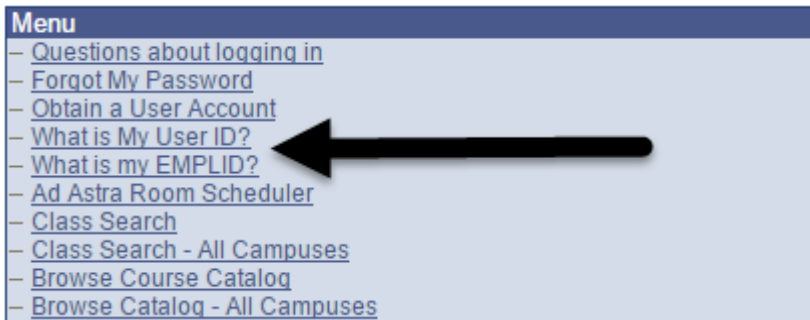 Menu
– Questions about logging in
– Forgot My Password
– Obtain a User Account
– What is My User ID?
– What is my EMPLID?
– Ad Astra Room Scheduler
– Class Search
– Class Search - All Campuses
– Browse Course Catalog
– Browse Catalog - All Campuses